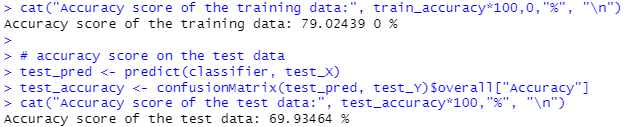 > cat("Accuracy score of the training data:", train_accuracy*100,0,"%", "\n")
Accuracy score of the training data: 79.02439 0 %
>
> # accuracy score on the test data
> test_pred <- predict(classifier, test_X)
> test_accuracy <- confusionMatrix(test_pred, test_Y)$overall["Accuracy"]
> cat("Accuracy score of the test data:", test_accuracy*100,"%", "\n")
Accuracy score of the test data: 69.93464 %